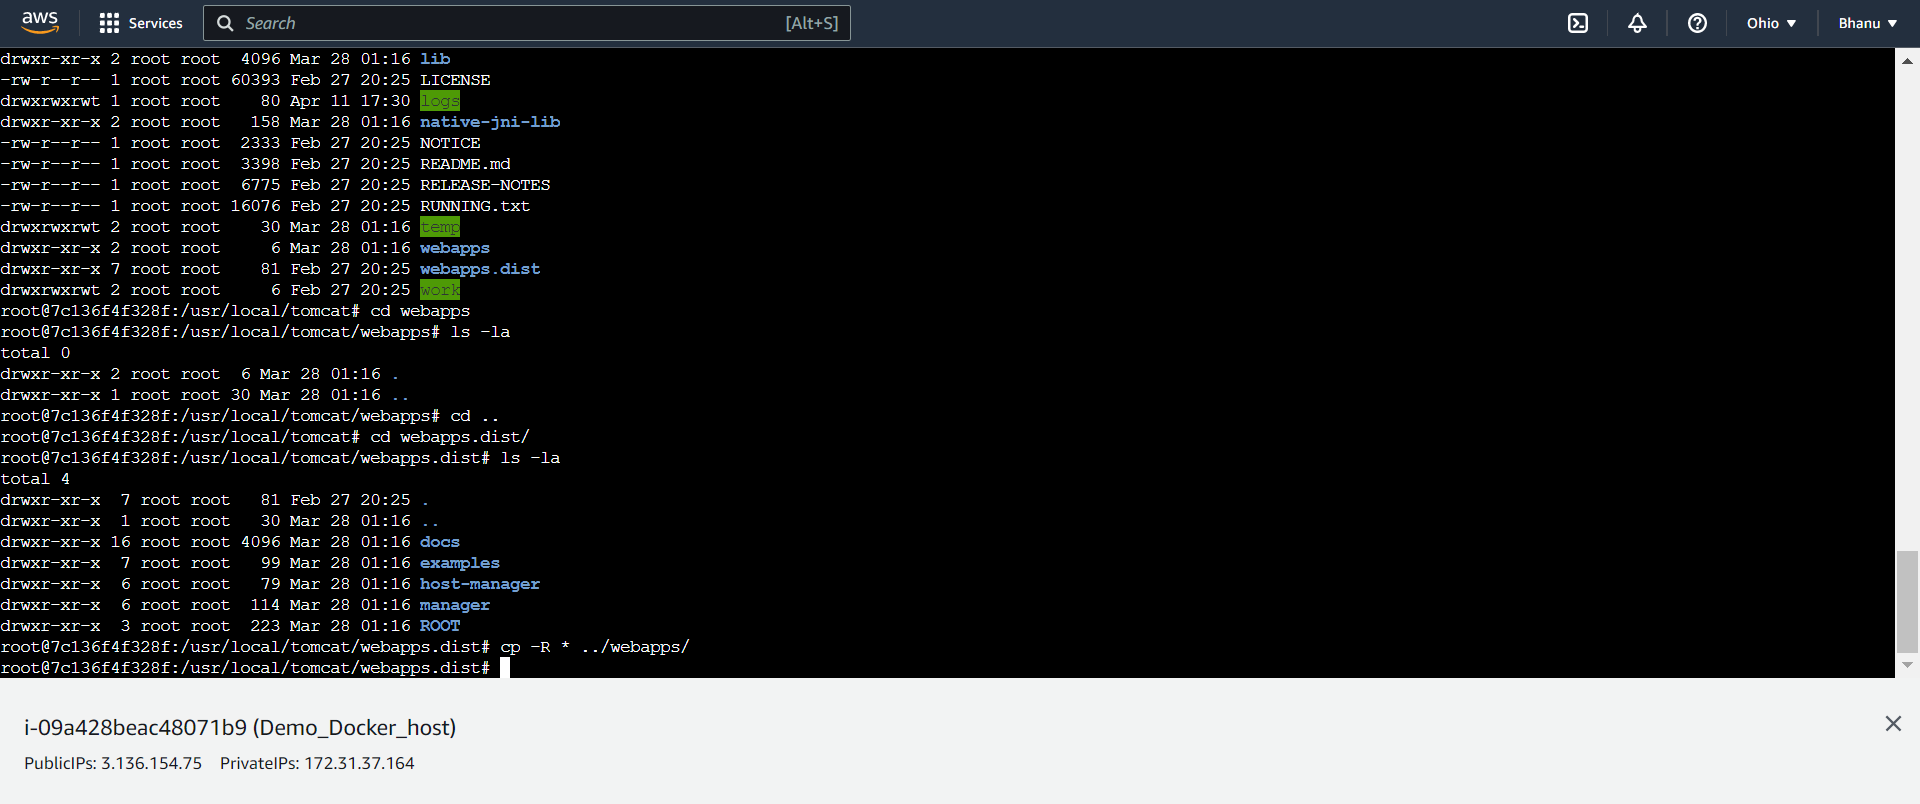 aws Services Search [Alt+S] Ohio Bhanu
drwxr-xr-x 2 root root  4096 Mar 28 01:16 lib
-rw-r--r-- 1 root root 60393 Feb 27 20:25 LICENSE
drwxrwxrwt 1 root root    80 Apr 11 17:30 logs
drwxr-xr-x 2 root root   158 Mar 28 01:16 native-jni-lib
-rw-r--r-- 1 root root  2333 Feb 27 20:25 NOTICE
-rw-r--r-- 1 root root  3398 Feb 27 20:25 README.md
-rw-r--r-- 1 root root  6775 Feb 27 20:25 RELEASE-NOTES
-rw-r--r-- 1 root root 16076 Feb 27 20:25 RUNNING.txt
drwxrwxrwt 2 root root    30 Mar 28 01:16 temp
drwxr-xr-x 2 root root     6 Mar 28 01:16 webapps
drwxr-xr-x 7 root root    81 Feb 27 20:25 webapps.dist
drwxrwxrwt 2 root root     6 Feb 27 20:25 work
root@7c136f4f328f:/usr/local/tomcat# cd webapps
root@7c136f4f328f:/usr/local/tomcat/webapps# ls -la
total 0
drwxr-xr-x 2 root root  6 Mar 28 01:16 .
drwxr-xr-x 1 root root 30 Mar 28 01:16 ..
root@7c136f4f328f:/usr/local/tomcat/webapps# cd ..
root@7c136f4f328f:/usr/local/tomcat# cd webapps.dist/
root@7c136f4f328f:/usr/local/tomcat/webapps.dist# ls -la
total 4
drwxr-xr-x  7 root root   81 Feb 27 20:25 .
drwxr-xr-x  1 root root   30 Mar 28 01:16 ..
drwxr-xr-x 16 root root 4096 Mar 28 01:16 docs
drwxr-xr-x  7 root root   99 Mar 28 01:16 examples
drwxr-xr-x  6 root root   79 Mar 28 01:16 host-manager
drwxr-xr-x  6 root root  114 Mar 28 01:16 manager
drwxr-xr-x  3 root root  223 Mar 28 01:16 ROOT
root@7c136f4f328f:/usr/local/tomcat/webapps.dist# cp -R * ../webapps/
root@7c136f4f328f:/usr/local/tomcat/webapps.dist#
i-09a428beac48071b9 (Demo_Docker_host)
PublicIPs: 3.136.154.75 PrivateIPs: 172.31.37.164